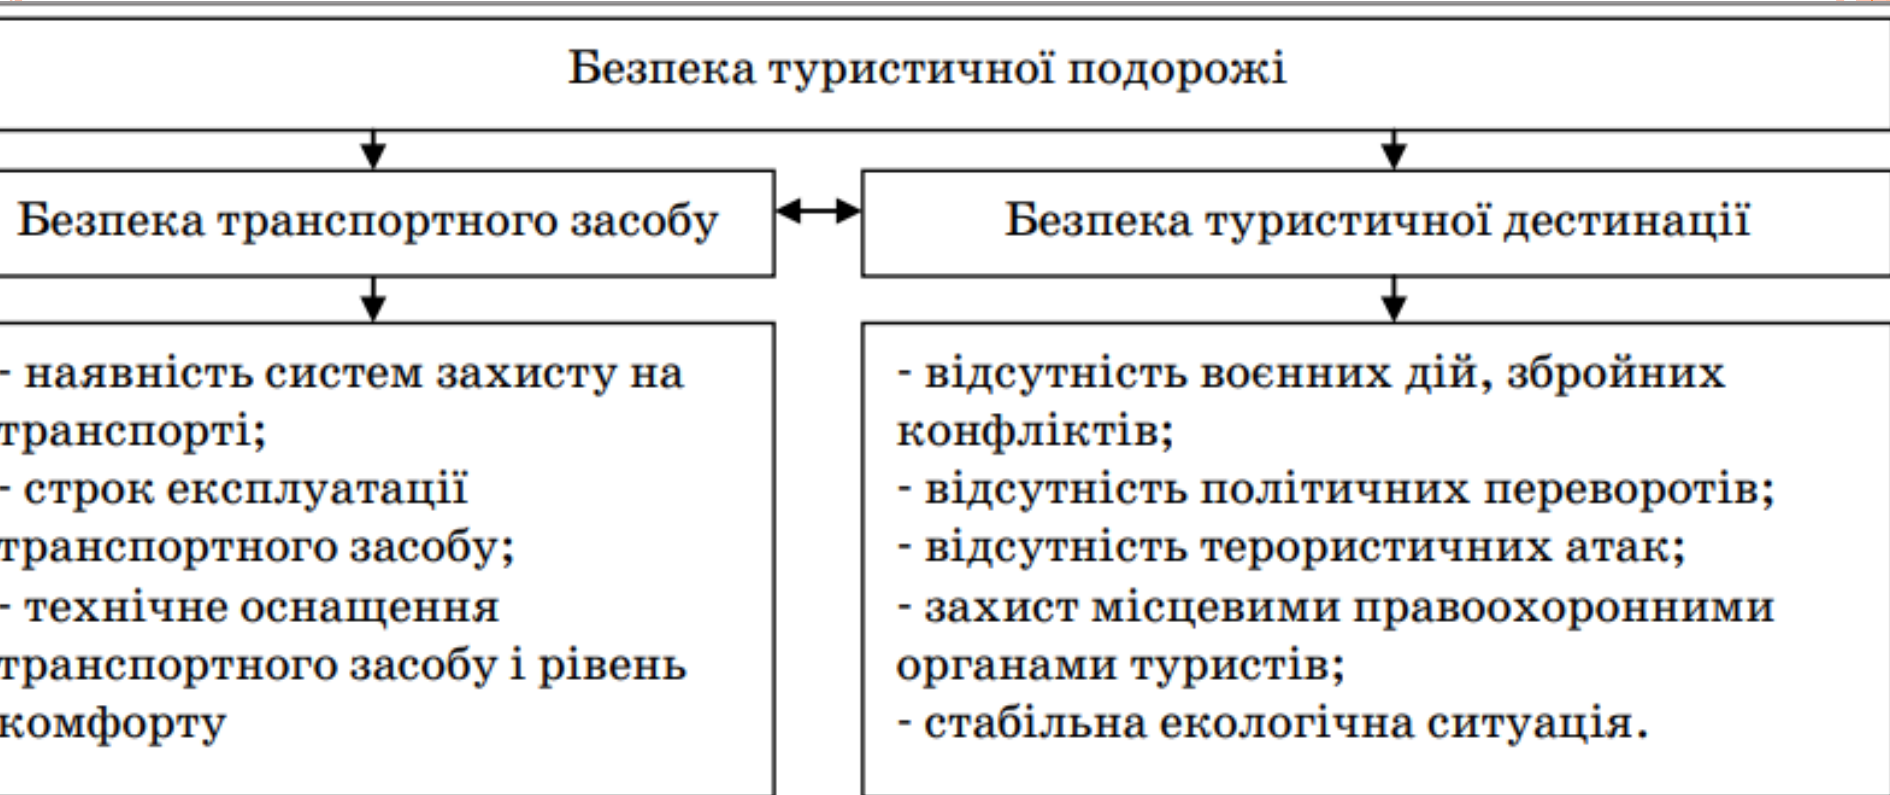 Безпека туристичної подорожі
Безпека транспортного засобу
Безпека туристичної дестинації
- наявність систем захисту на
транспорті;
- строк експлуатації
транспортного засобу;
- технічне оснащення
транспортного засобу і рівень
комфорту
- відсутність воєнних дій, збройних
конфліктів;
- відсутність політичних переворотів;
- відсутність терористичних атак;
- захист місцевими правоохоронними
органами туристів;
- стабільна екологічна ситуація.